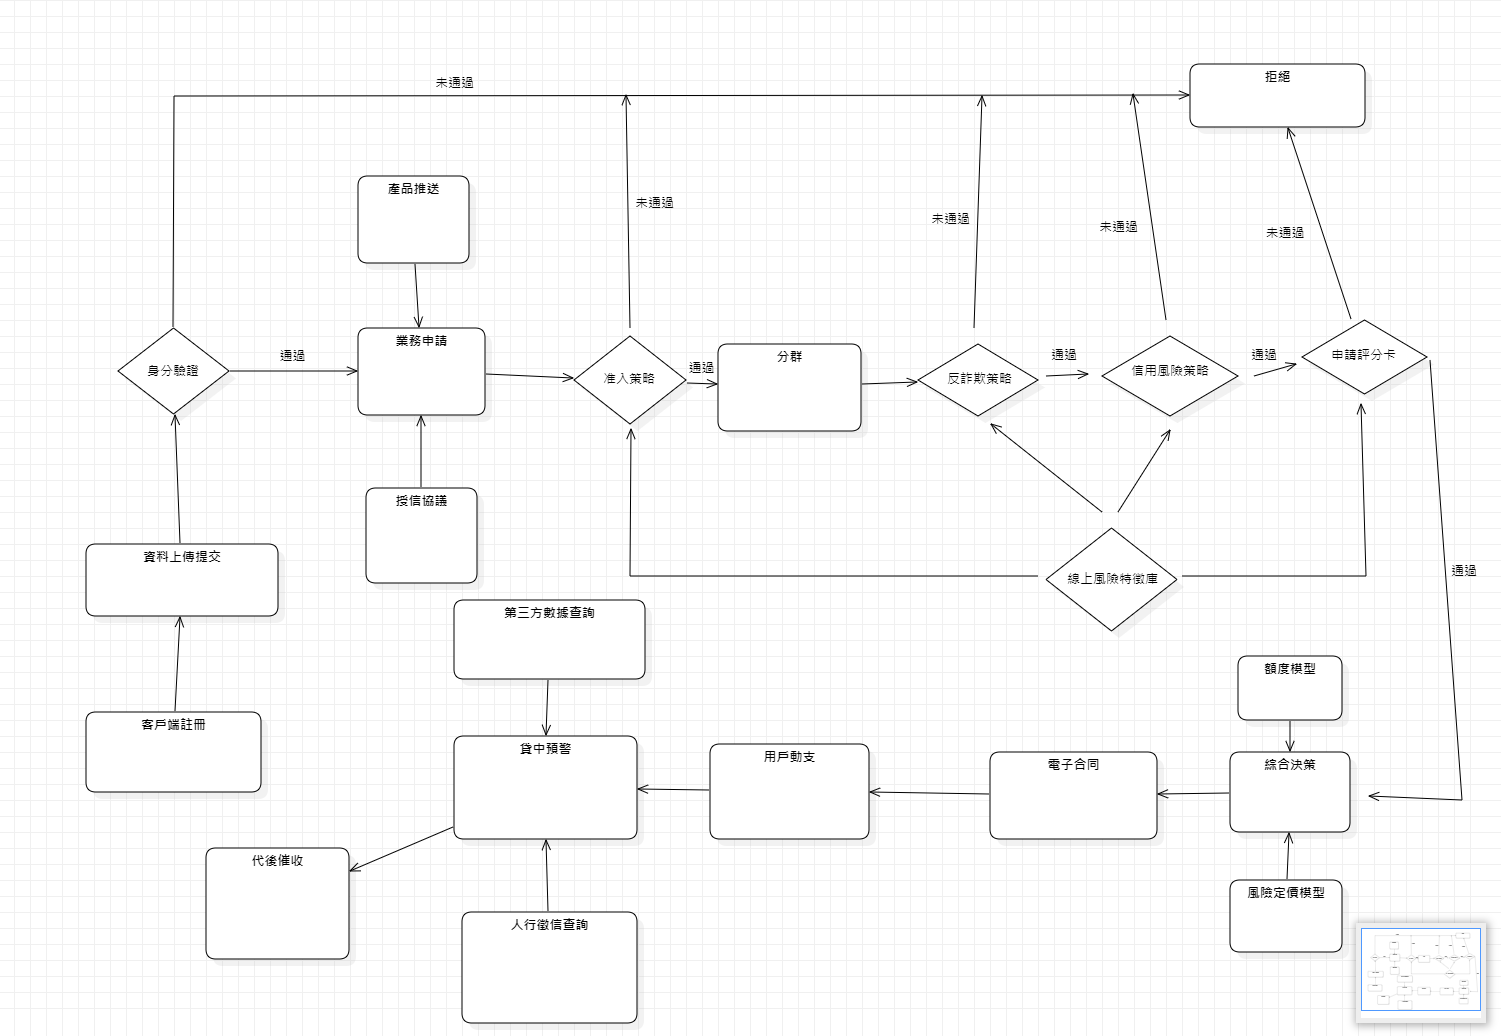 未通過
拒絕
產品推送
未通過
未通過
未通過
未通過
身分驗證
通過
業務申請
准入策略
通過
分群
反詐欺策略
通過
信用風險策略
通過
申請評分卡
授信協議
資料上傳提交
線上風險特徵庫
通過
第三方數據查詢
額度模型
客戶端註冊
貸中預警
用戶動支
電子合同
綜合決策
代後催收
人行徵信查詢
風險定價模型